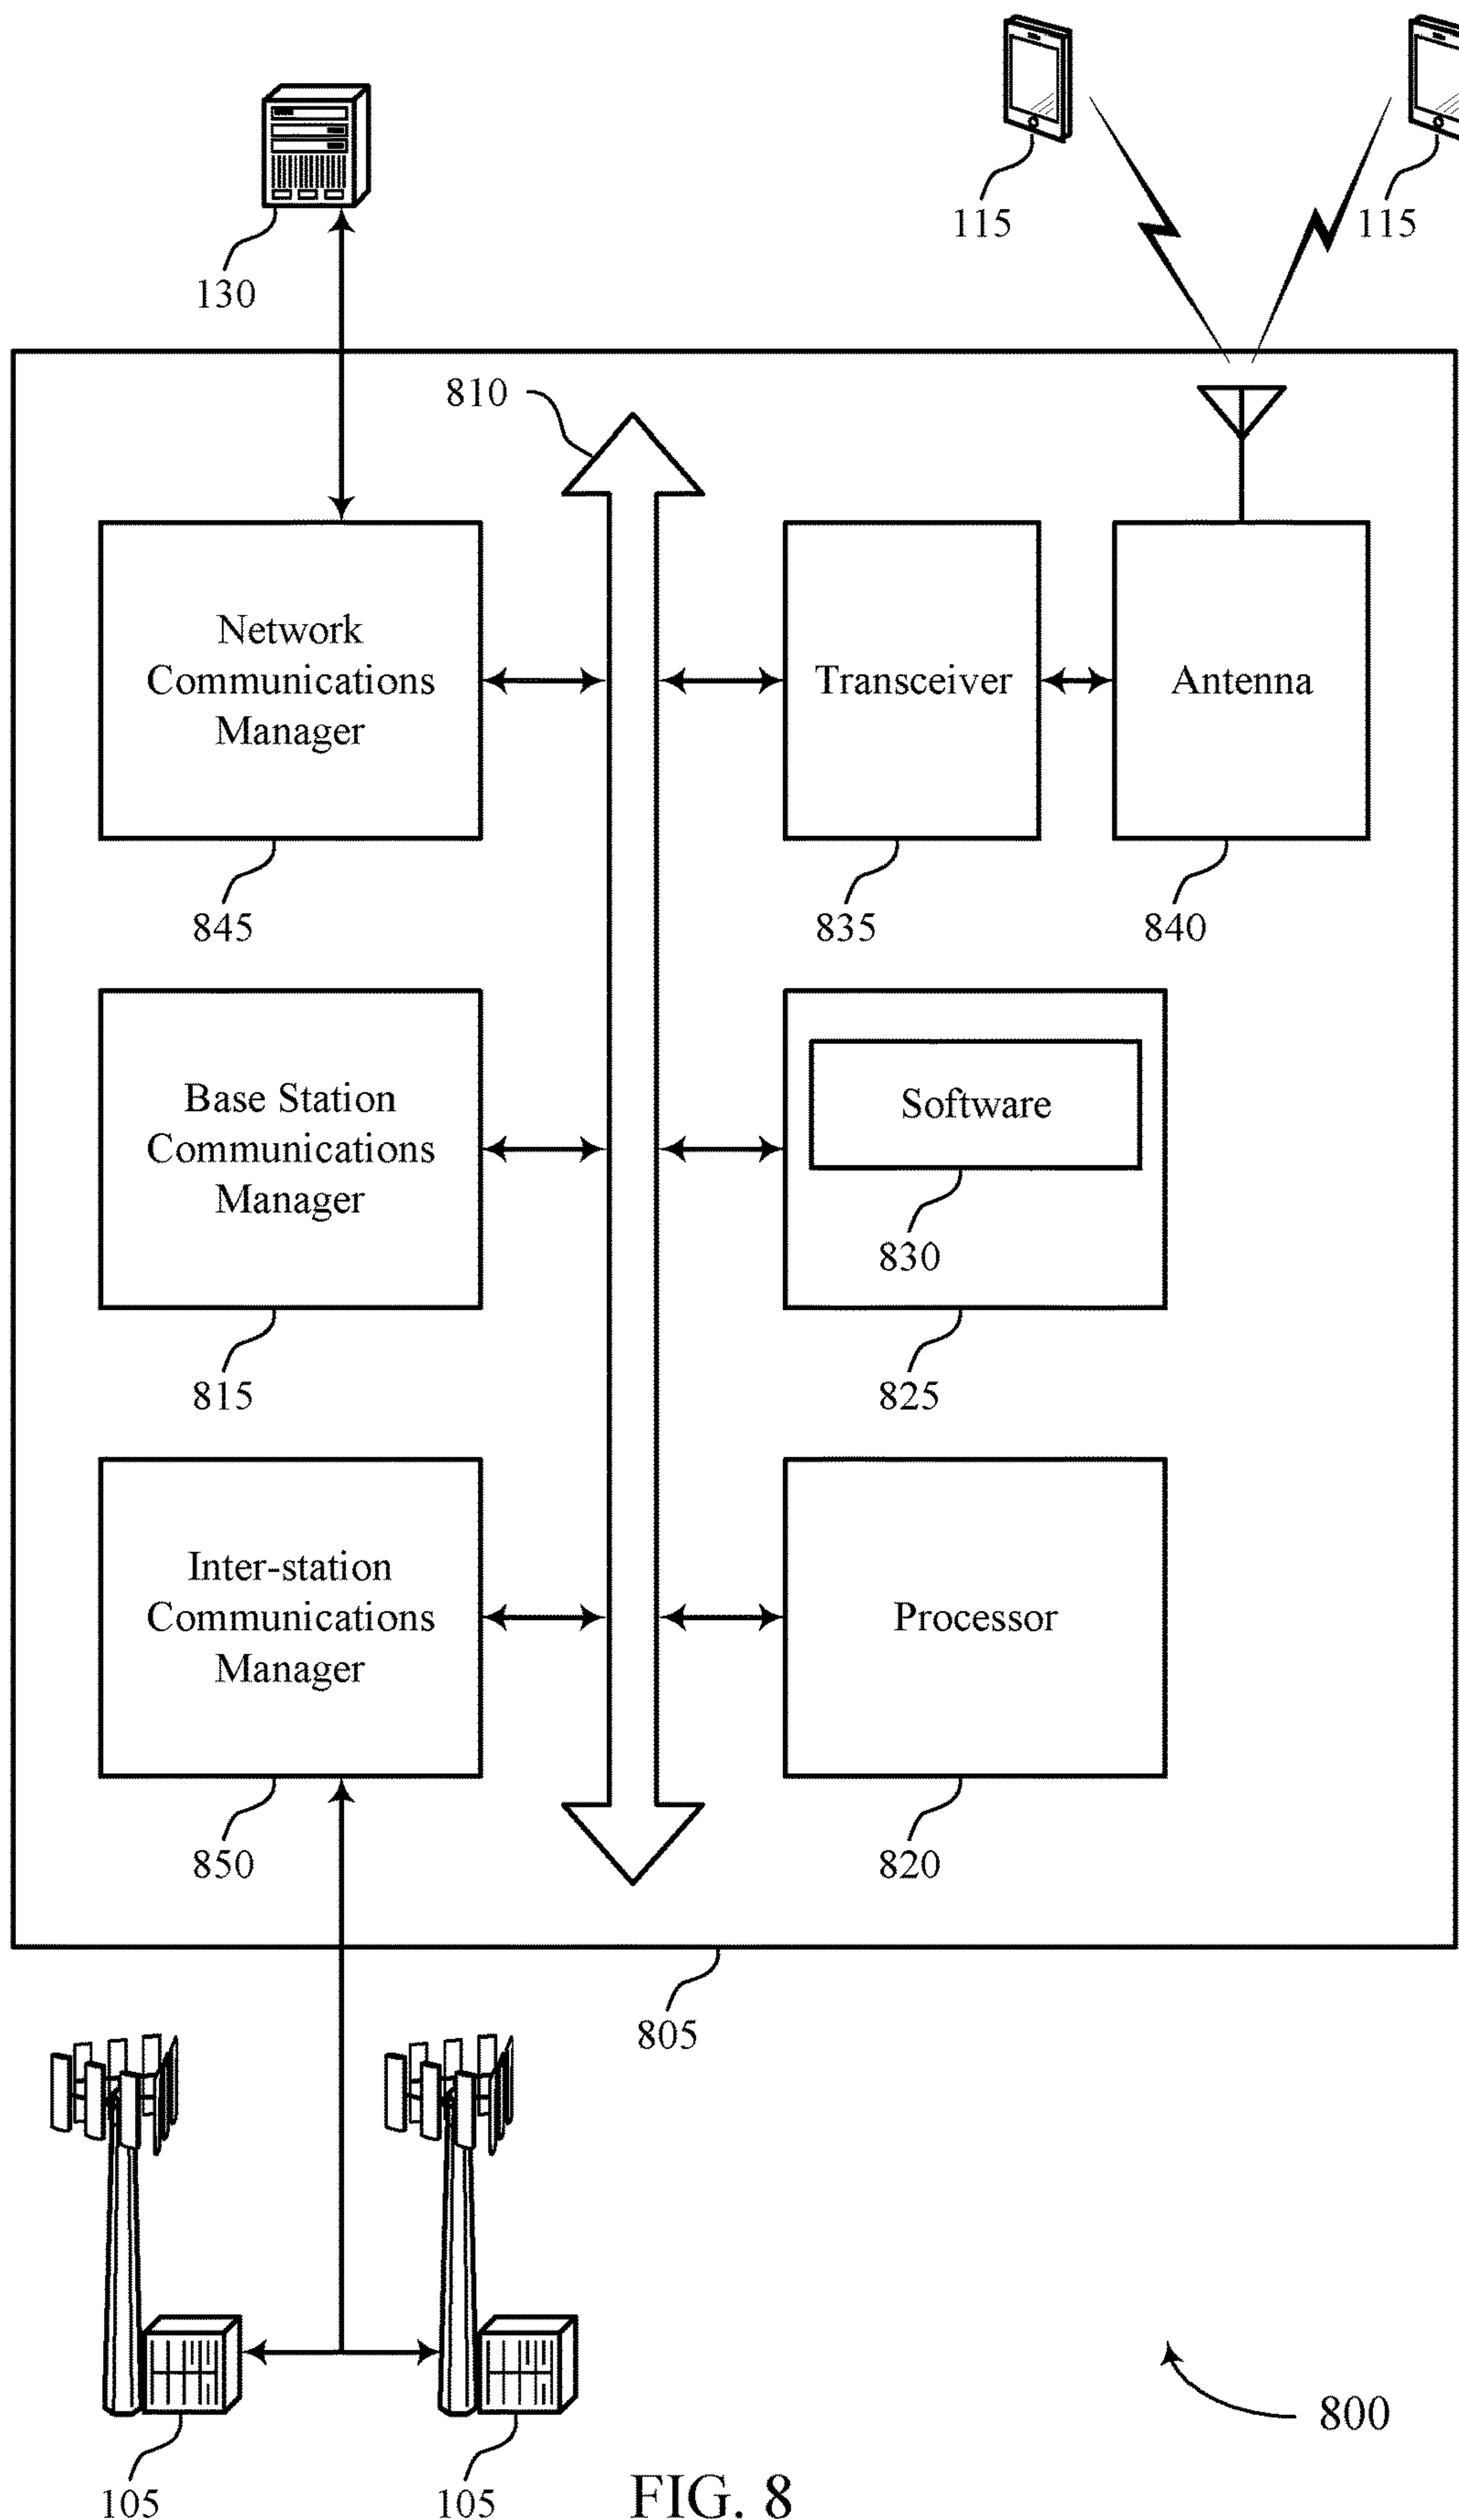 115
115
130
810
Network
Communications
Manager
Transceiver
Antenna
845
835
840
Base Station
Communications
Manager
Software
830
815
825
Inter-station
Communications
Manager
Processor
850
820
805
800
105
105
FIG. 8